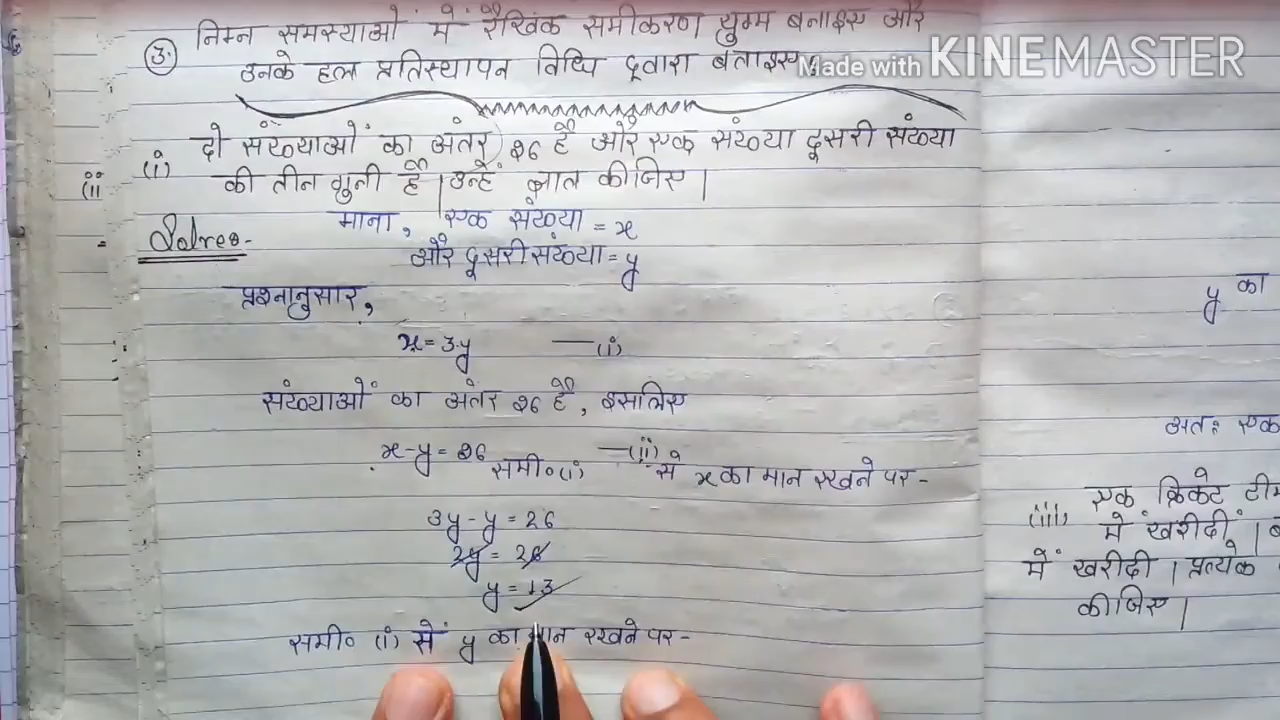 3. निम्न समस्याओं में रैखिक समीकरण युग्म बनाइए और
उनके हल प्रतिस्थापन विधि द्वारा बताइए
Made with KINEMASTER
(i) दो संख्याओं का अंतर 26 है और एक संख्या दूसरी संख्या
की तीन गुनी है। उन्हें ज्ञात कीजिए।
(ii
Solve-
माना, एक संख्या = x
और दूसरी संख्या = y
प्रश्नानुसार,
x = 3y —(i)
संख्याओं का अंतर 26 है, इसलिए
x-y = 26 —(ii)
समी० (i) से x का मान रखने पर-
3y - y = 26
2y = 26
y = 13
समी० (i) से y का मान रखने पर-
y का
अतः एक
(iii) एक क्रिकेट टीम
में खरीदी।
में खरीदी। प्रत्येक
कीजिए।